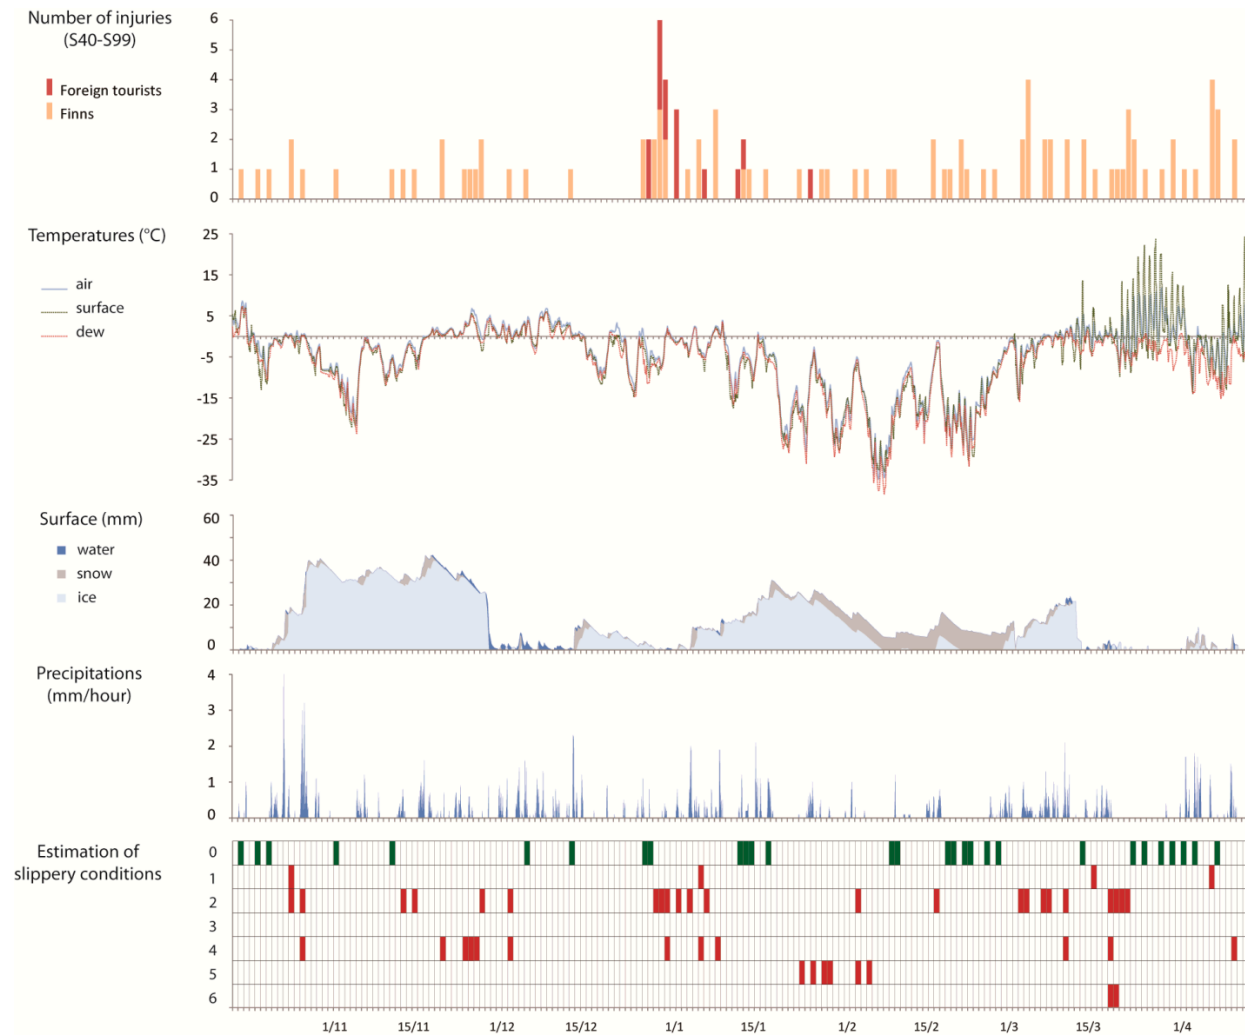 Number of injuries
(S40-S99)
Foreign tourists
Finns
6
5
4
3
2
1
0
Temperatures (°C)
air
surface
dew
25
15
5
-5
-15
-25
-35
Surface (mm)
water
snow
ice
60
40
20
0
Precipitations
(mm/hour)
4
3
2
1
0
Estimation of
slippery conditions
0
1
2
3
4
5
6
1/11 15/11 1/12 15/12 1/1 15/1 1/2 15/2 1/3 15/3 1/4